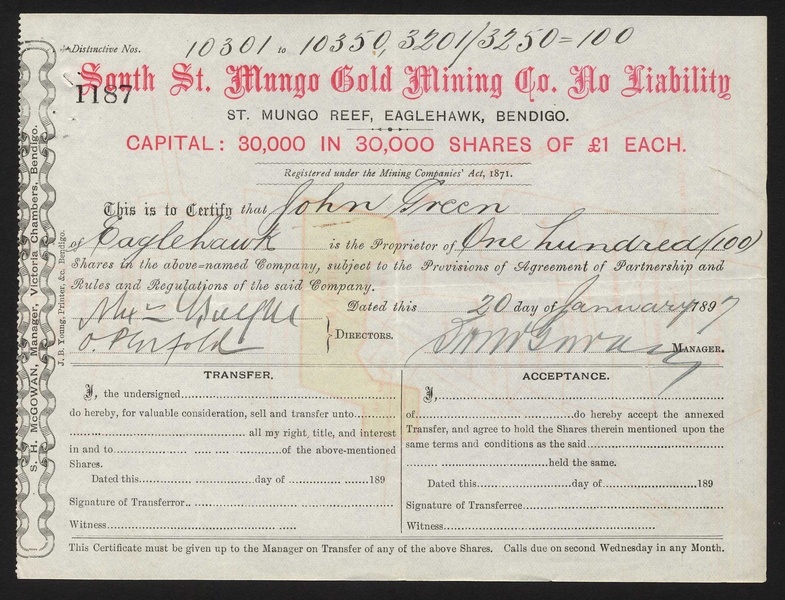 Distinctive Nos. 10301 to 10350, 3201/3250 = 100
South St. Mungo Gold Mining Co. No Liability
1187
ST. MUNGO REEF, EAGLEHAWK, BENDIGO.
CAPITAL: 30,000 IN 30,000 SHARES OF £1 EACH.
Registered under the Mining Companies' Act, 1871.
This is to Certify that John Green
of Eaglehawk is the Proprietor of One hundred (100)
Shares in the above-named Company, subject to the Provisions of Agreement of Partnership and
Rules and Regulations of the said Company.
Dated this 20 day of January 1897
O. Penfold
DIRECTORS.
MANAGER.
TRANSFER.
I, the undersigned
do hereby, for valuable consideration, sell and transfer unto
all my right, title, and interest
in and to of the above-mentioned
Shares.
Dated this day of 189
Signature of Transferror
Witness
ACCEPTANCE.
I,
of do hereby accept the annexed
Transfer, and agree to hold the Shares therein mentioned upon the
same terms and conditions as the said
held the same.
Dated this day of 189
Signature of Transferree
Witness
This Certificate must be given up to the Manager on Transfer of any of the above Shares. Calls due on second Wednesday in any Month.
S. H. McGOWAN, Manager, Victoria Chambers, Bendigo.
J. B. Young, Printer, &c. Bendigo.